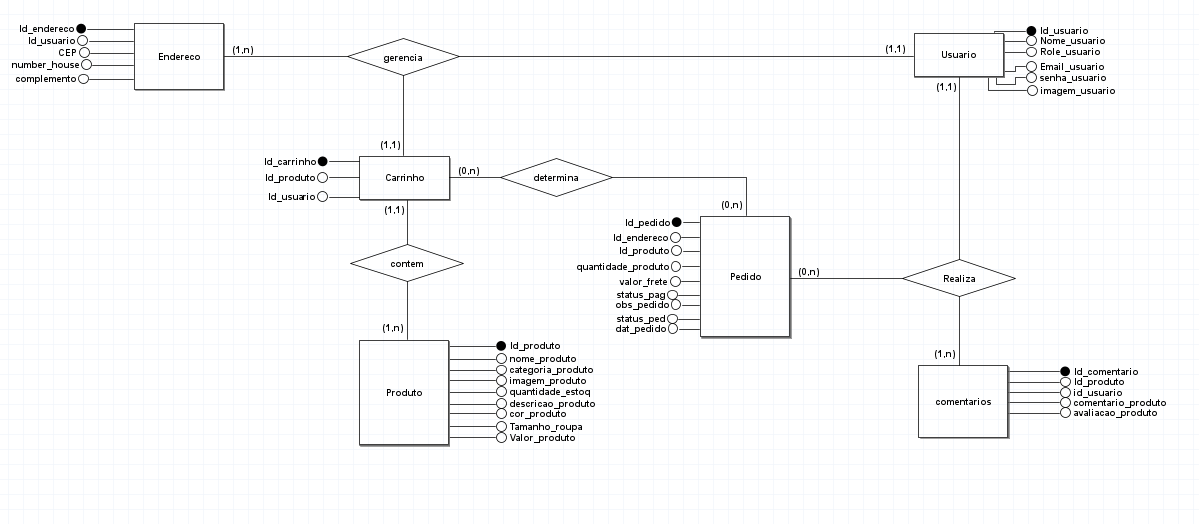 Id_endereco
Id_usuario
CEP
number_house
complemento
Endereco
(1,n)
gerencia
(1,1)
Usuario
Id_usuario
Nome_usuario
Role_usuario
Email_usuario
senha_usuario
imagem_usuario
(1,1)
(1,1)
Id_carrinho
Id_produto
Id_usuario
Carrinho
(0,n)
determina
(1,1)
(0,n)
contem
Id_pedido
Id_endereco
Id_produto
quantidade_produto
valor_frete
status_pag
obs_pedido
status_ped
dat_pedido
Pedido
(0,n)
Realiza
(1,n)
Produto
Id_produto
nome_produto
categoria_produto
imagem_produto
quantidade_estoq
descricao_produto
cor_produto
Tamanho_roupa
Valor_produto
(1,n)
comentarios
Id_comentario
Id_produto
id_usuario
comentario_produto
avaliacao_produto